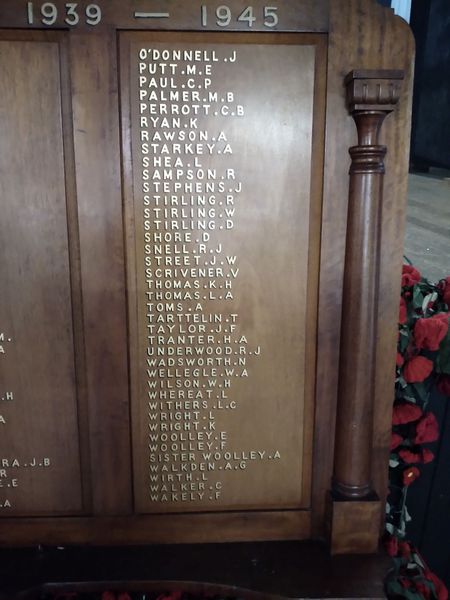 1939 — 1945
O'DONNELL.J
PUTT.M.E
PAUL.C.P
PALMER.M.B
PERROTT.C.B
RYAN.K
RAWSON.A
STARKEY.A
SHEA.L
SAMPSON.R
STEPHENS.J
STIRLING.R
STIRLING.W
STIRLING.D
SHORE.D
SNELL.R.J
STREET.J.W
SCRIVENER.V
THOMAS.K.H
THOMAS.L.A
TOMS.A
TARTTELIN.T
TAYLOR.J.F
TRANTER.H.A
UNDERWOOD.R.J
WADSWORTH.N
WELLEGLE.W.A
WILSON.W.H
WHEREAT.L
WITHERS.L.C
WRIGHT.L
WRIGHT.K
WOOLLEY.E
WOOLLEY.F
SISTER WOOLLEY.A
WALKDEN.A.G
WIRTH.L
WALKER.C
WAKELY.F